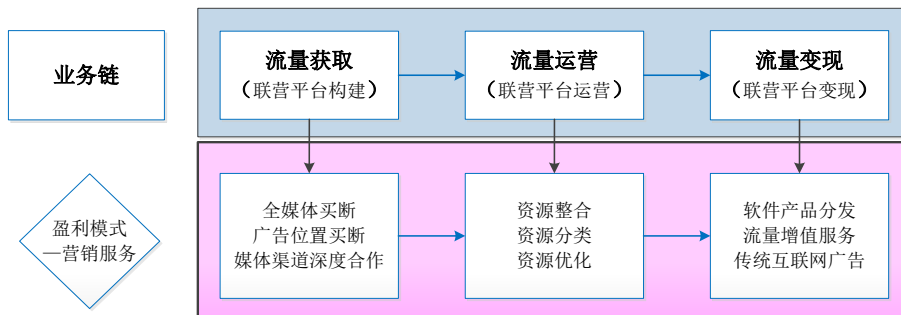 业务链
流量获取
（联营平台构建）
流量运营
（联营平台运营）
流量变现
（联营平台变现）
盈利模式
—营销服务
全媒体买断
广告位置买断
媒体渠道深度合作
资源整合
资源分类
资源优化
软件产品分发
流量增值服务
传统互联网广告